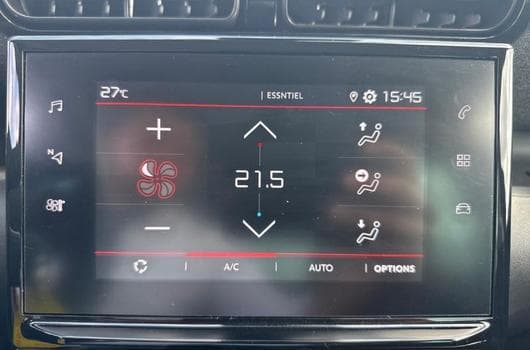 27°C | ESSNTIEL 15:45
N
21.5
A/C | AUTO | OPTIONS